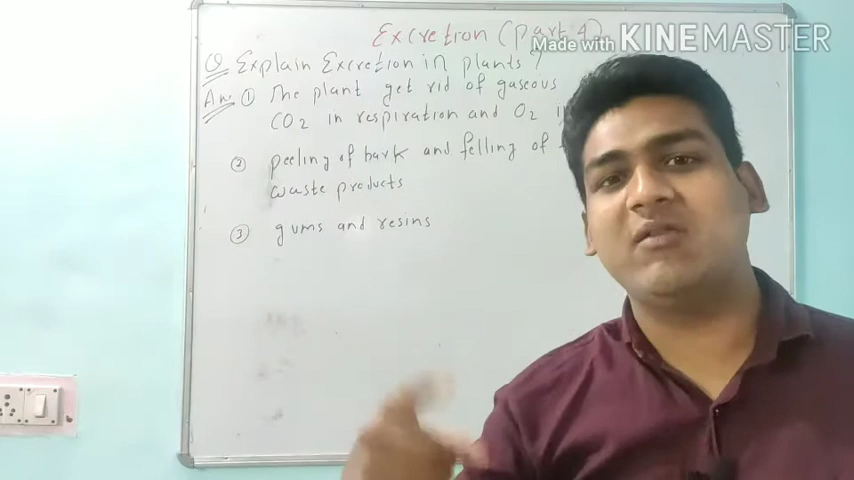 Excretion (part 4)
Made with KINEMASTER
Q Explain Excretion in plants ?
Ans ① The plant get rid of gaseous
CO2 in respiration and O2
② peeling of bark and felling of
waste products
③ gums and resins